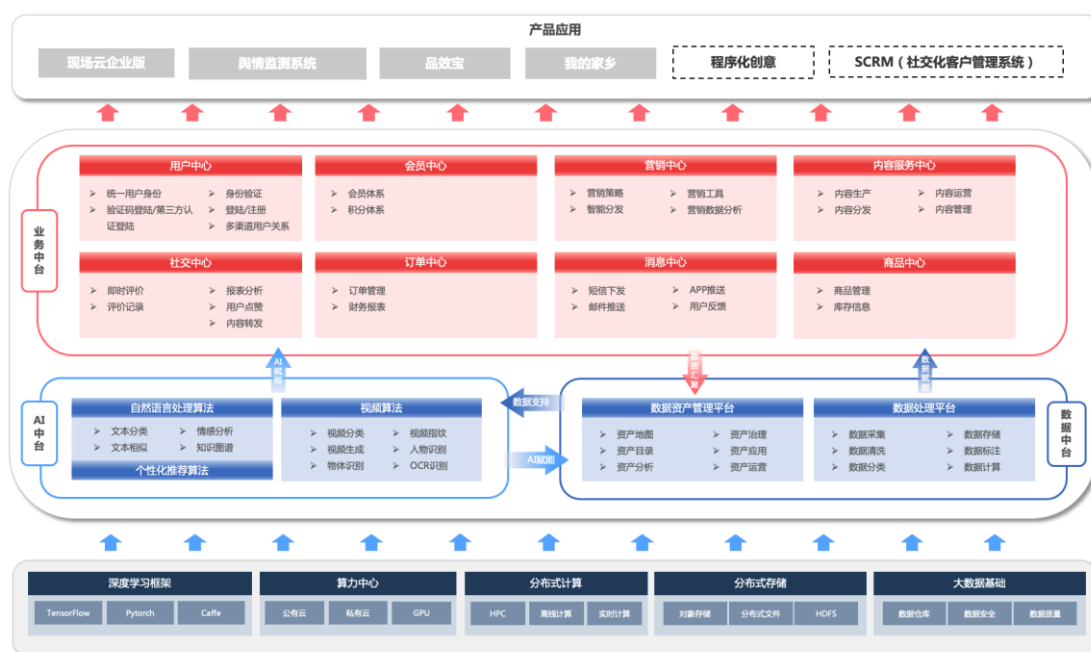 产品应用
现场云企业版
舆情监测系统
品效宝
我的家乡
程序化创意
SCRM（社交化客户管理系统）
业务中台
用户中心
统一用户身份
验证码登陆/第三方认
证登陆
身份验证
登陆/注册
多渠道用户关系
会员中心
会员体系
积分体系
营销中心
营销策略
智能分发
营销工具
营销数据分析
内容服务中心
内容生产
内容分发
内容运营
内容管理
社交中心
即时评价
评价记录
报表分析
用户点赞
内容转发
订单中心
订单管理
财务报表
消息中心
短信下发
邮件推送
APP推送
用户反馈
商品中心
商品管理
库存信息
AI中台
自然语言处理算法
文本分类
文本相似
情感分析
知识图谱
个性化推荐算法
视频算法
视频分类
视频生成
物体识别
视频指纹
人物识别
OCR识别
数据支持
AI赋能
数据资产管理平台
资产地图
资产目录
资产分析
资产治理
资产应用
资产运营
数据处理平台
数据采集
数据清洗
数据分类
数据存储
数据标注
数据计算
数据中台
深度学习框架
TensorFlow
Pytorch
Caffe
算力中心
公有云
私有云
GPU
分布式计算
HPC
离线计算
实时计算
分布式存储
对象存储
分布式文件
HDFS
大数据基础
数据仓库
数据安全
数据质量